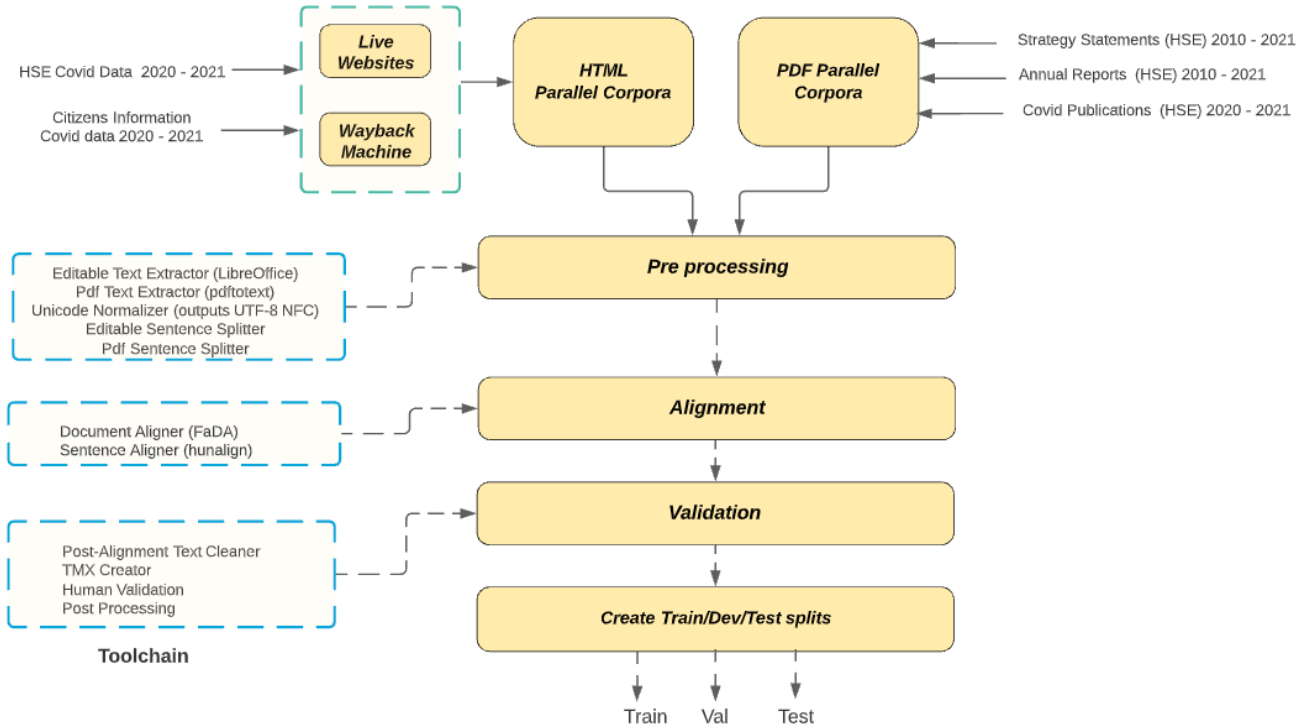 Live
Websites
HSE Covid Data 2020 - 2021
Citizens Information
Covid data 2020 - 2021
Wayback
Machine
HTML
Parallel Corpora
PDF Parallel
Corpora
Strategy Statements (HSE) 2010 - 2021
Annual Reports (HSE) 2010 - 2021
Covid Publications (HSE) 2020 - 2021
Pre processing
Editable Text Extractor (LibreOffice)
Pdf Text Extractor (pdftotext)
Unicode Normalizer (outputs UTF-8 NFC)
Editable Sentence Splitter
Pdf Sentence Splitter
Alignment
Document Aligner (FaDA)
Sentence Aligner (hunalign)
Validation
Post-Alignment Text Cleaner
TMX Creator
Human Validation
Post Processing
Create Train/Dev/Test splits
Toolchain
Train
Val
Test